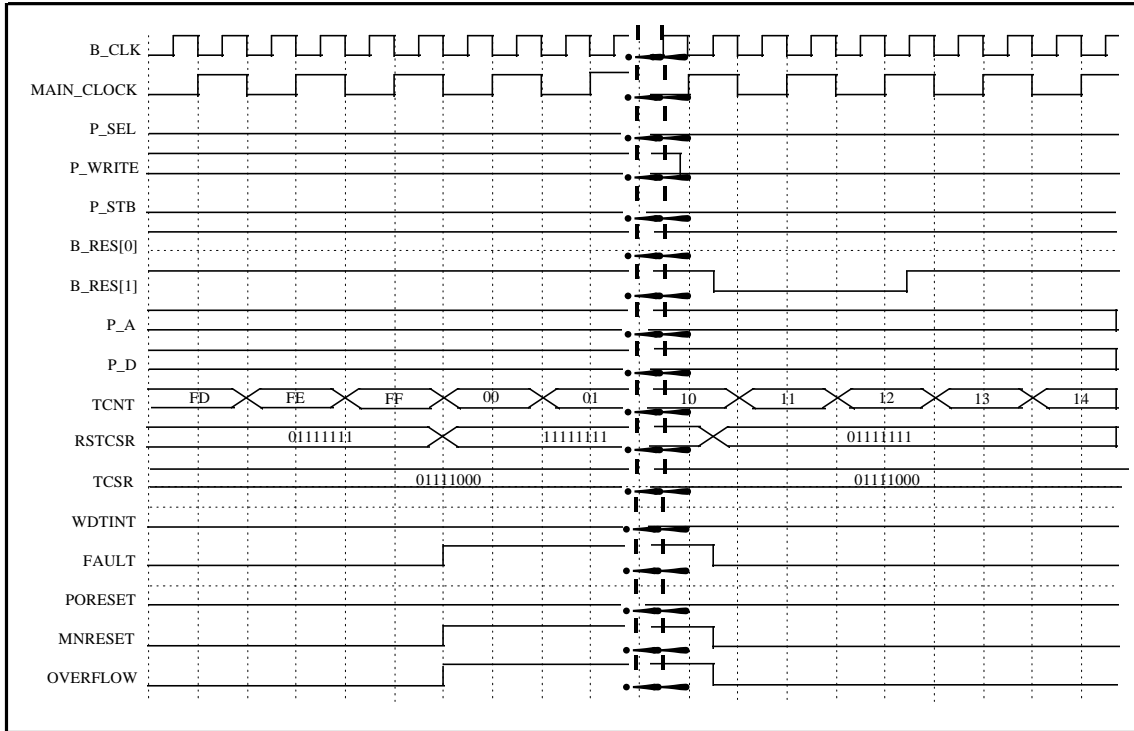 B_CLK
MAIN_CLOCK
P_SEL
P_WRITE
P_STB
B_RES[0]
B_RES[1]
P_A
P_D
TCNT FD FE FF 00 01 10 11 12 13 14
RSTCSR 01111111 11111111 01111111
TCSR 01111000 01111000
WDTINT
FAULT
PORESET
MNRESET
OVERFLOW